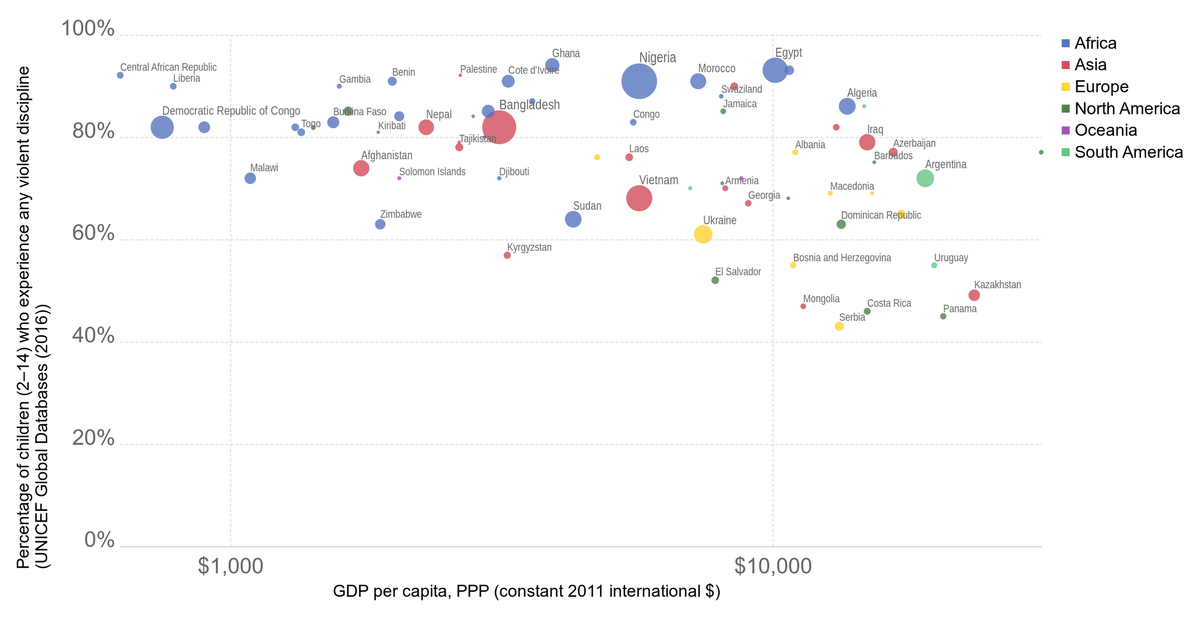 100%
80%
60%
40%
20%
0%
Percentage of children (2–14) who experience any violent discipline
(UNICEF Global Databases (2016))
Central African Republic
Liberia
Ghana
Palestine
Cote d'Ivoire
Nigeria
Morocco
Egypt
Gambia
Benin
Swaziland
Algeria
Democratic Republic of Congo
Burkina Faso
Togo
Kiribati
Nepal
Bangladesh
Congo
Jamaica
Tajikistan
Iraq
Azerbaijan
Albania
Barbados
Malawi
Afghanistan
Solomon Islands
Djibouti
Laos
Vietnam
Armenia
Georgia
Macedonia
Argentina
Zimbabwe
Sudan
Ukraine
Dominican Republic
Kyrgyzstan
El Salvador
Bosnia and Herzegovina
Uruguay
Mongolia
Serbia
Costa Rica
Panama
Kazakhstan
$1,000
$10,000
GDP per capita, PPP (constant 2011 international $)
Africa
Asia
Europe
North America
Oceania
South America